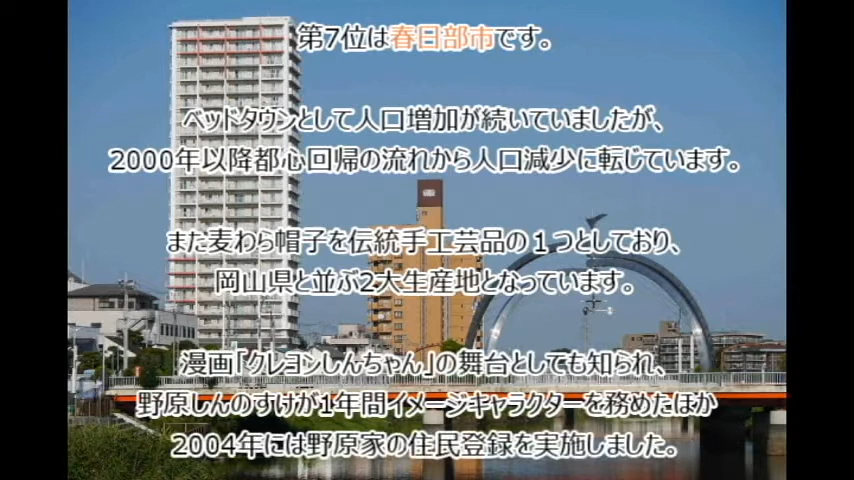 第7位は春日部市です。
ベッドタウンとして人口増加が続いていましたが、
2000年以降都心回帰の流れから人口減少に転じています。
また麦わら帽子を伝統手工芸品の１つとしており、
岡山県と並ぶ2大生産地となっています。
漫画「クレヨンしんちゃん」の舞台としても知られ、
野原しんのすけが1年間イメージキャラクターを務めたほか
2004年には野原家の住民登録を実施しました。